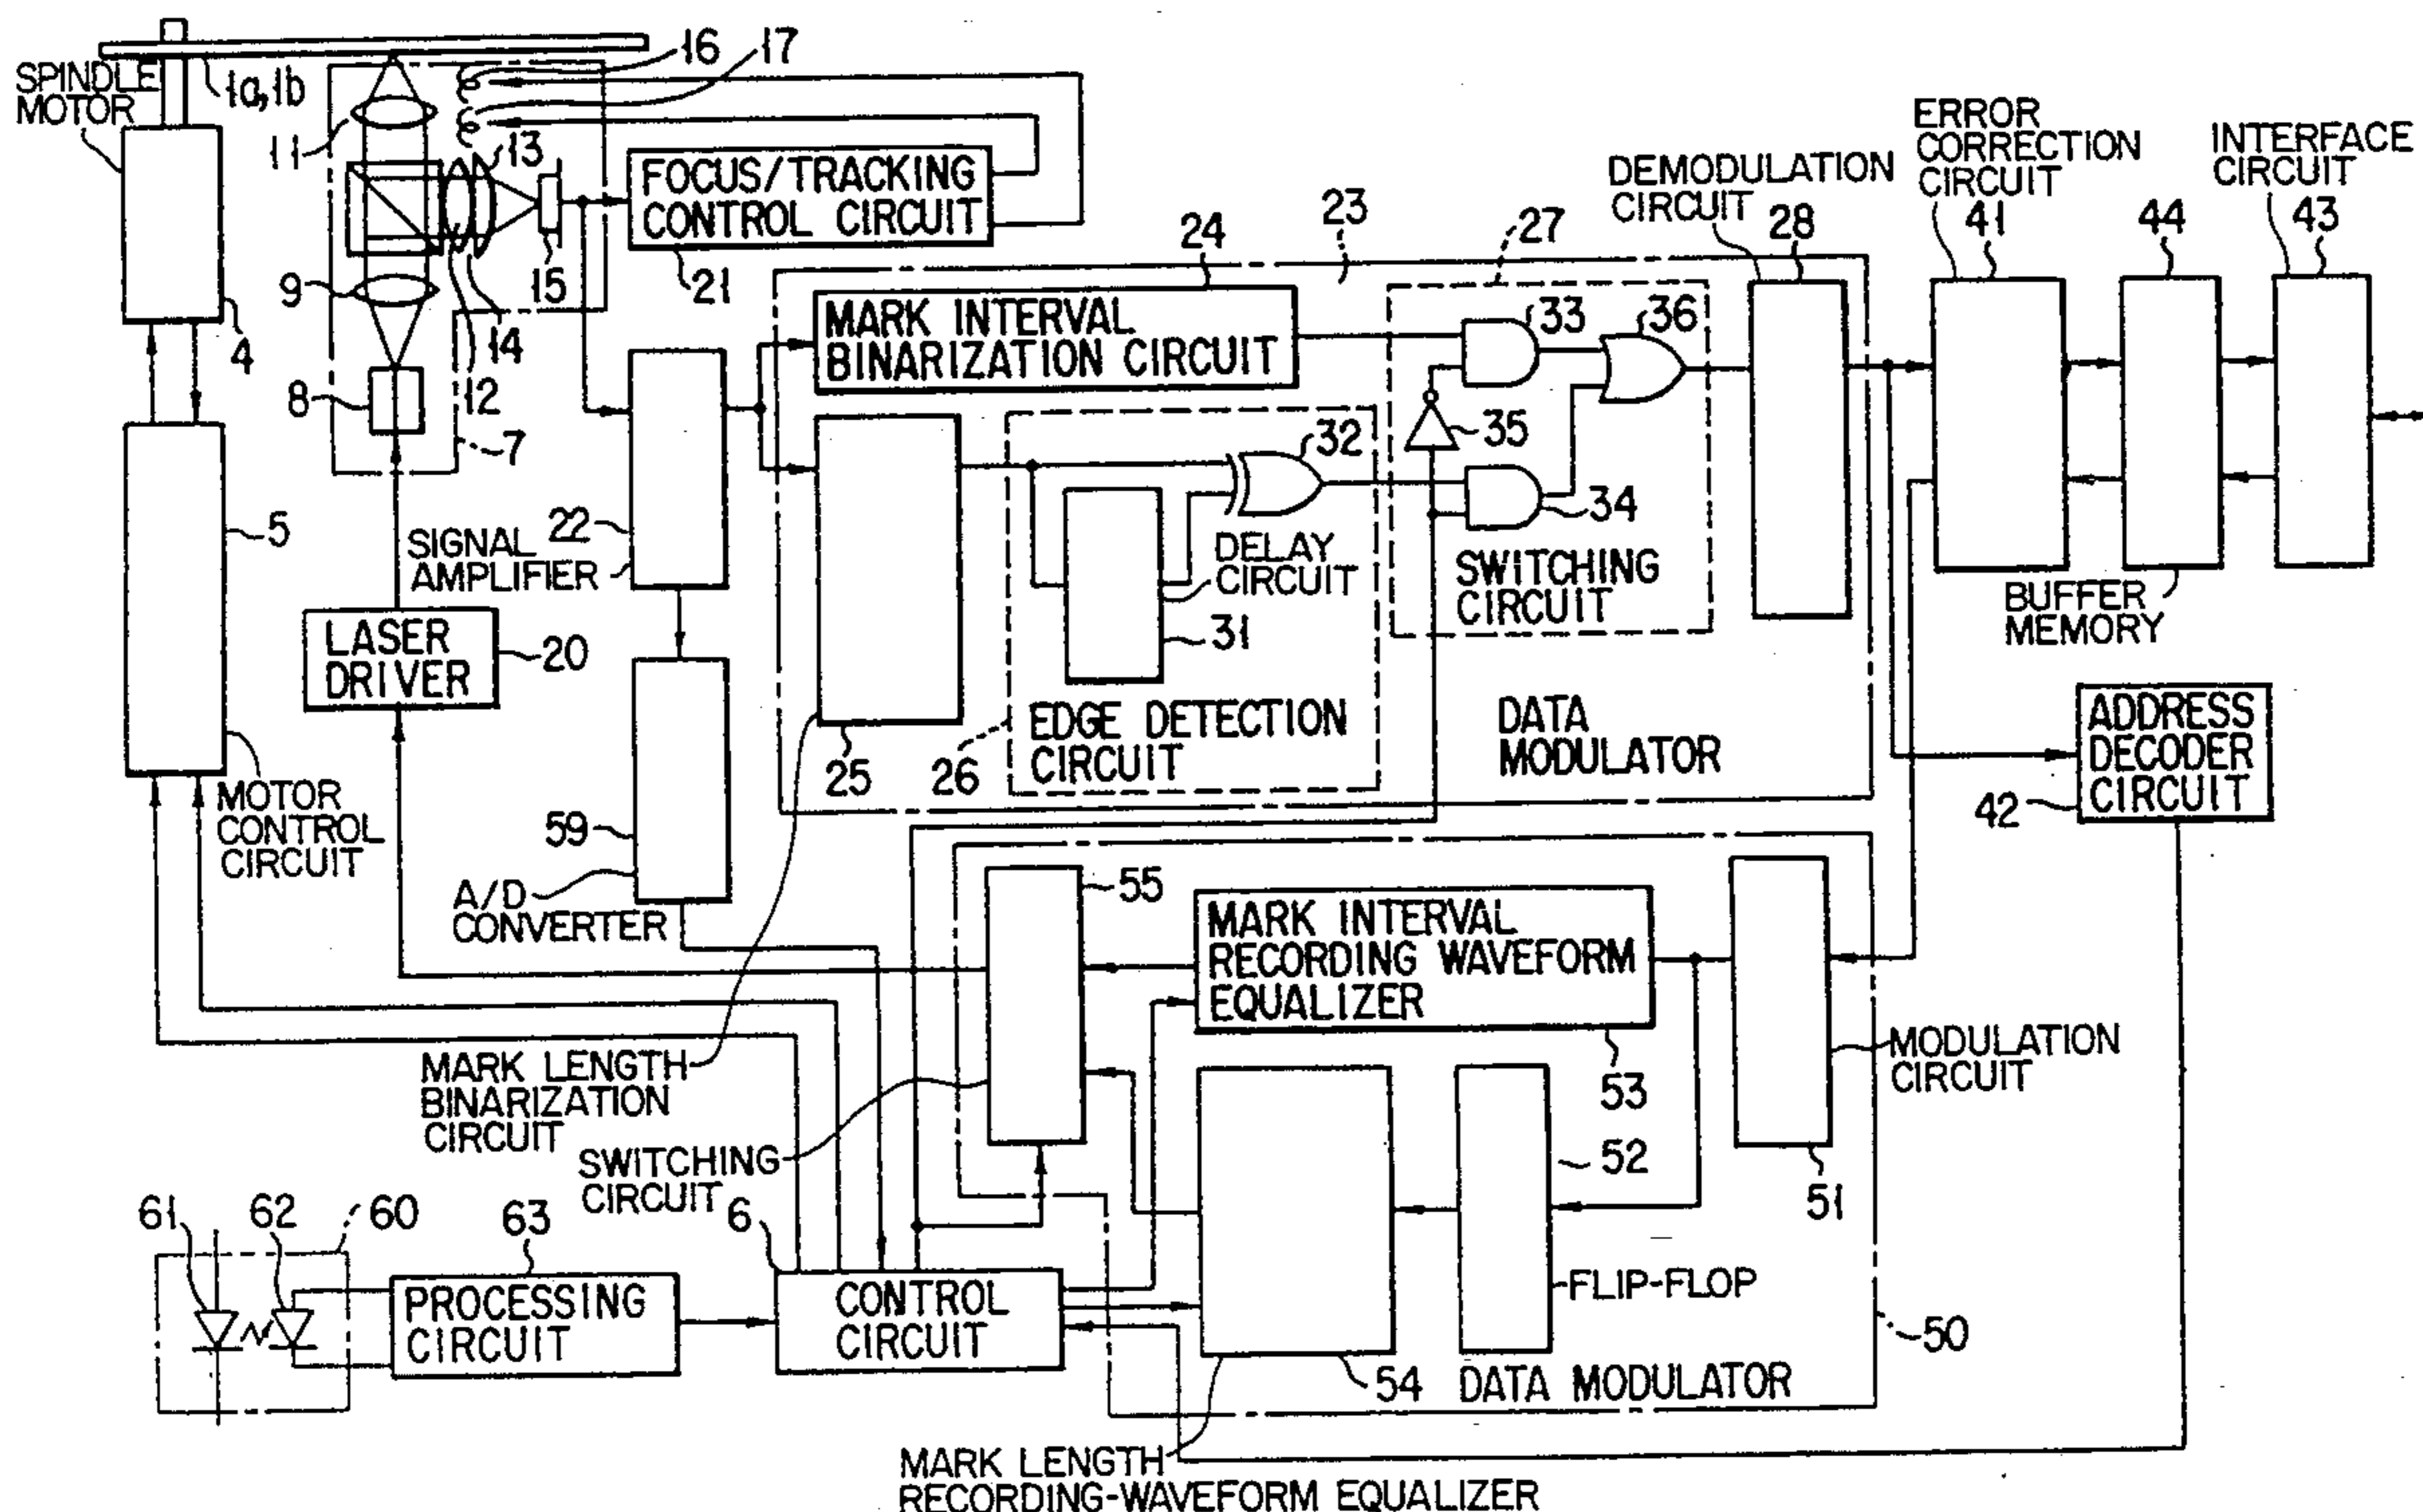 SPINDLE
MOTOR
1a, 1b
16
17
11
13
FOCUS/TRACKING
CONTROL CIRCUIT
21
15
9
14
12
8
7
4
5
MOTOR
CONTROL
CIRCUIT
LASER
DRIVER
20
SIGNAL
AMPLIFIER
22
59
A/D
CONVERTER
23
24
MARK INTERVAL
BINARIZATION CIRCUIT
25
MARK LENGTH
BINARIZATION
CIRCUIT
26
EDGE DETECTION
CIRCUIT
DELAY
CIRCUIT
31
32
27
33
36
35
34
SWITCHING
CIRCUIT
DATA
MODULATOR
DEMODULATION
CIRCUIT
28
ERROR
CORRECTION
CIRCUIT
41
44
BUFFER
MEMORY
INTERFACE
CIRCUIT
43
ADDRESS
DECODER
CIRCUIT
42
55
SWITCHING
CIRCUIT
MARK INTERVAL
RECORDING WAVEFORM
EQUALIZER
53
MODULATION
CIRCUIT
51
52
FLIP-FLOP
54
MARK LENGTH
RECORDING-WAVEFORM EQUALIZER
DATA MODULATOR
50
61
62
60
63
PROCESSING
CIRCUIT
6
CONTROL
CIRCUIT